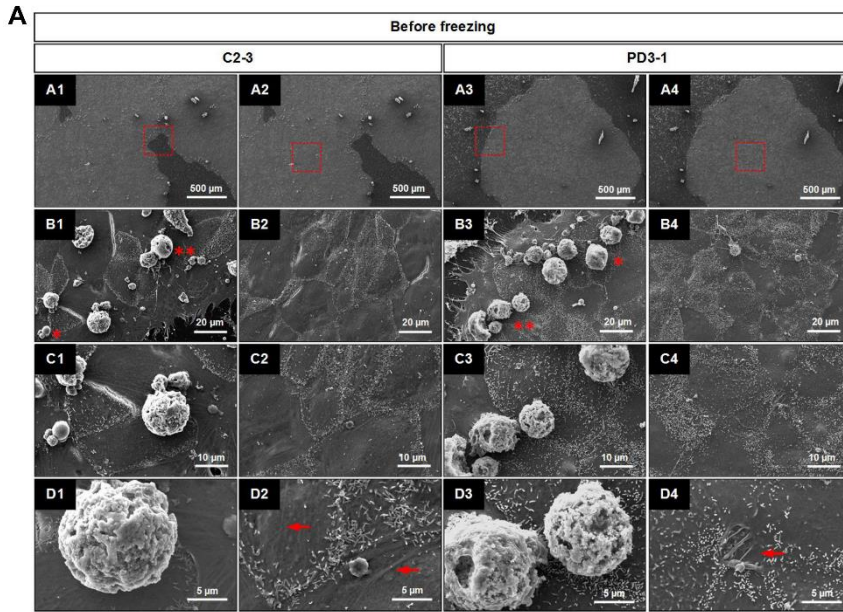 A
Before freezing
C2-3 PD3-1
A1 A2 A3 A4
500 µm 500 µm 500 µm 500 µm
B1 B2 B3 B4
** *
* **
20 µm 20 µm 20 µm 20 µm
C1 C2 C3 C4
10 µm 10 µm 10 µm 10 µm
D1 D2 D3 D4
5 µm 5 µm 5 µm 5 µm